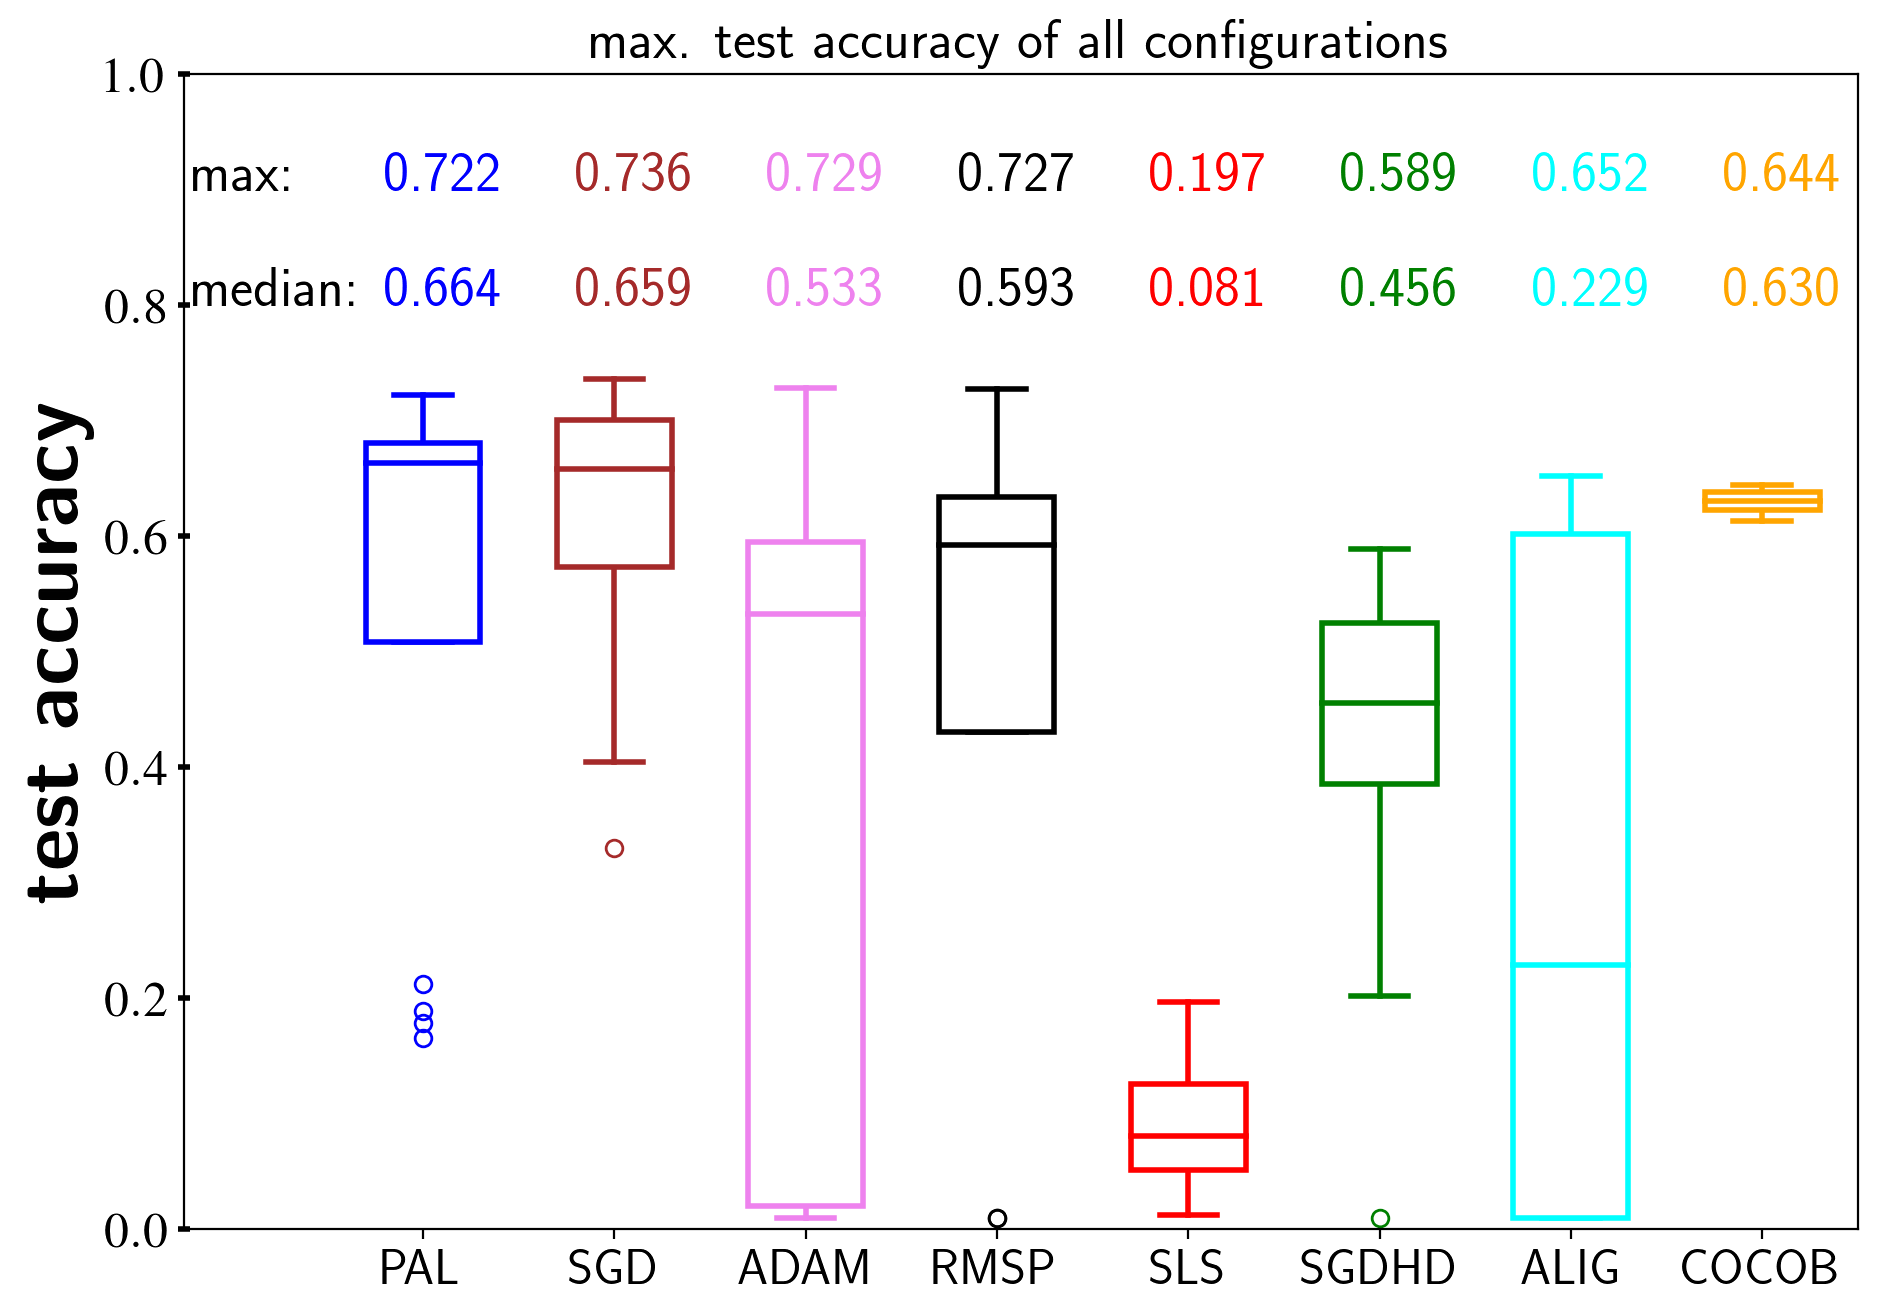 max. test accuracy of all configurations
1.0
max: 0.722 0.736 0.729 0.727 0.197 0.589 0.652 0.644
median: 0.664 0.659 0.533 0.593 0.081 0.456 0.229 0.630
0.8
0.6
0.4
0.2
0.0
test accuracy
PAL SGD ADAM RMSP SLS SGDHD ALIG COCOB